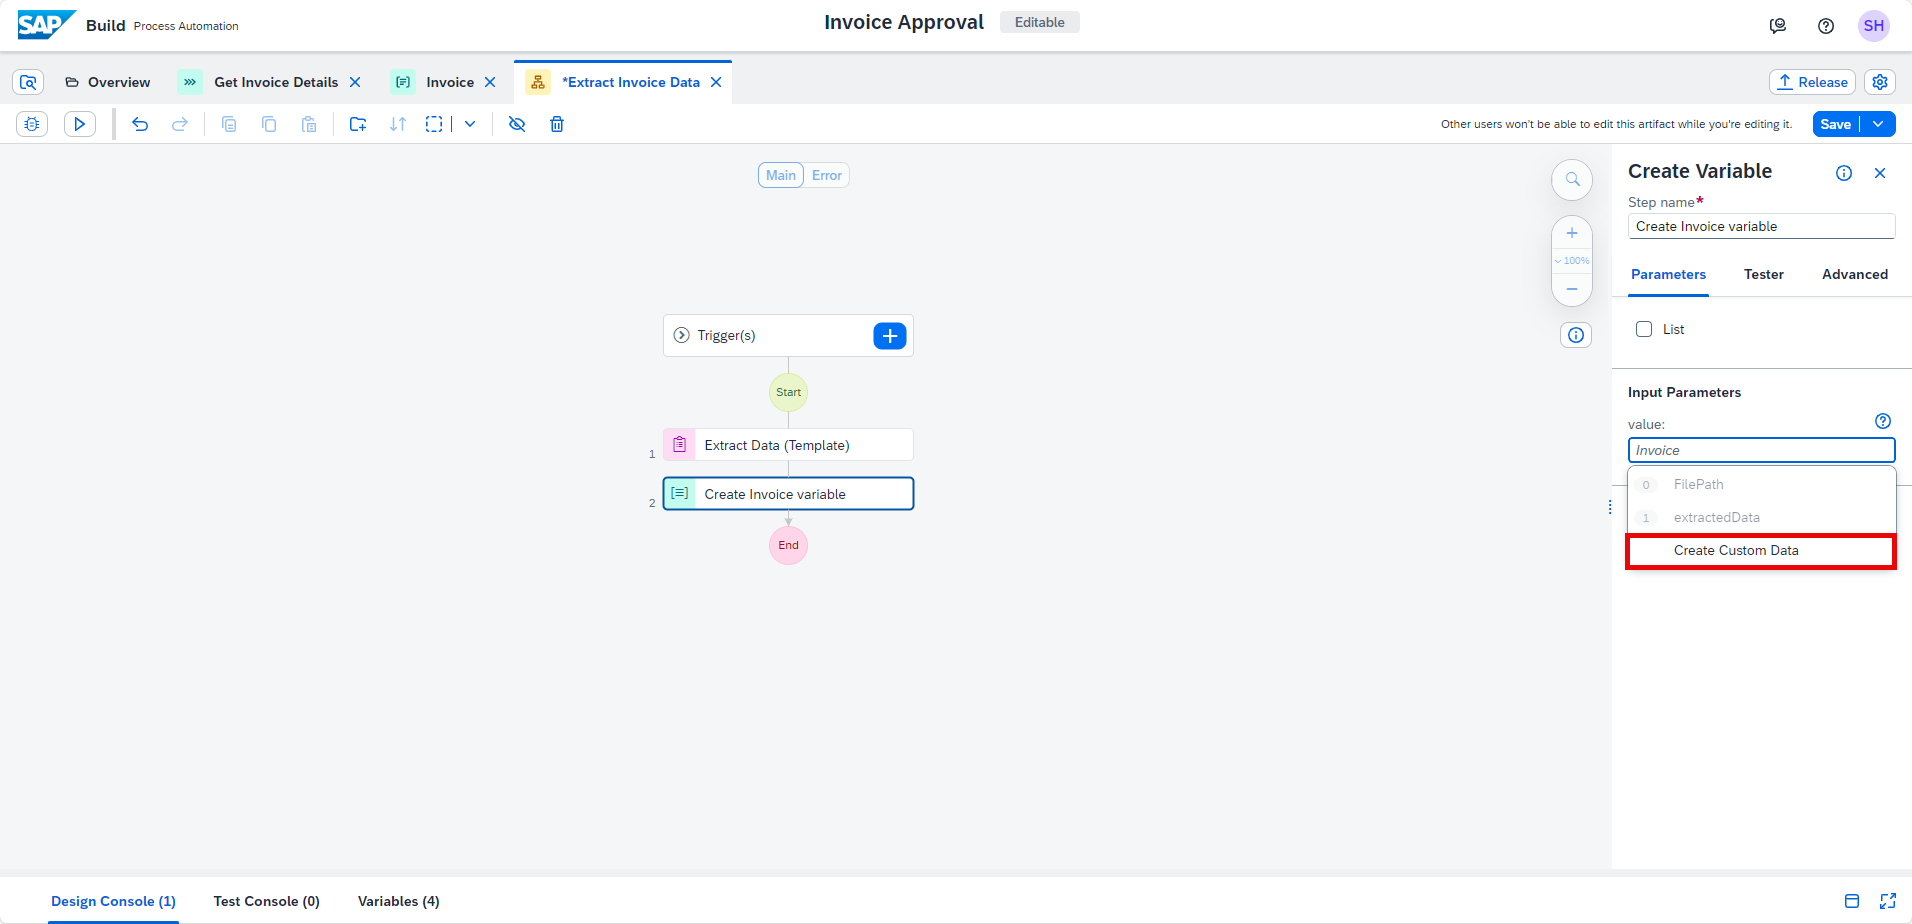 SAP Build Process Automation
Invoice Approval Editable
SH
Overview Get Invoice Details Invoice *Extract Invoice Data
Release
Other users won't be able to edit this artifact while you're editing it. Save
Main Error
Create Variable
Step name*
Create Invoice variable
100%
Parameters Tester Advanced
List
Trigger(s)
Start
Input Parameters
value:
Invoice
1 Extract Data (Template)
2 Create Invoice variable
End
0 FilePath
1 extractedData
Create Custom Data
Design Console (1) Test Console (0) Variables (4)